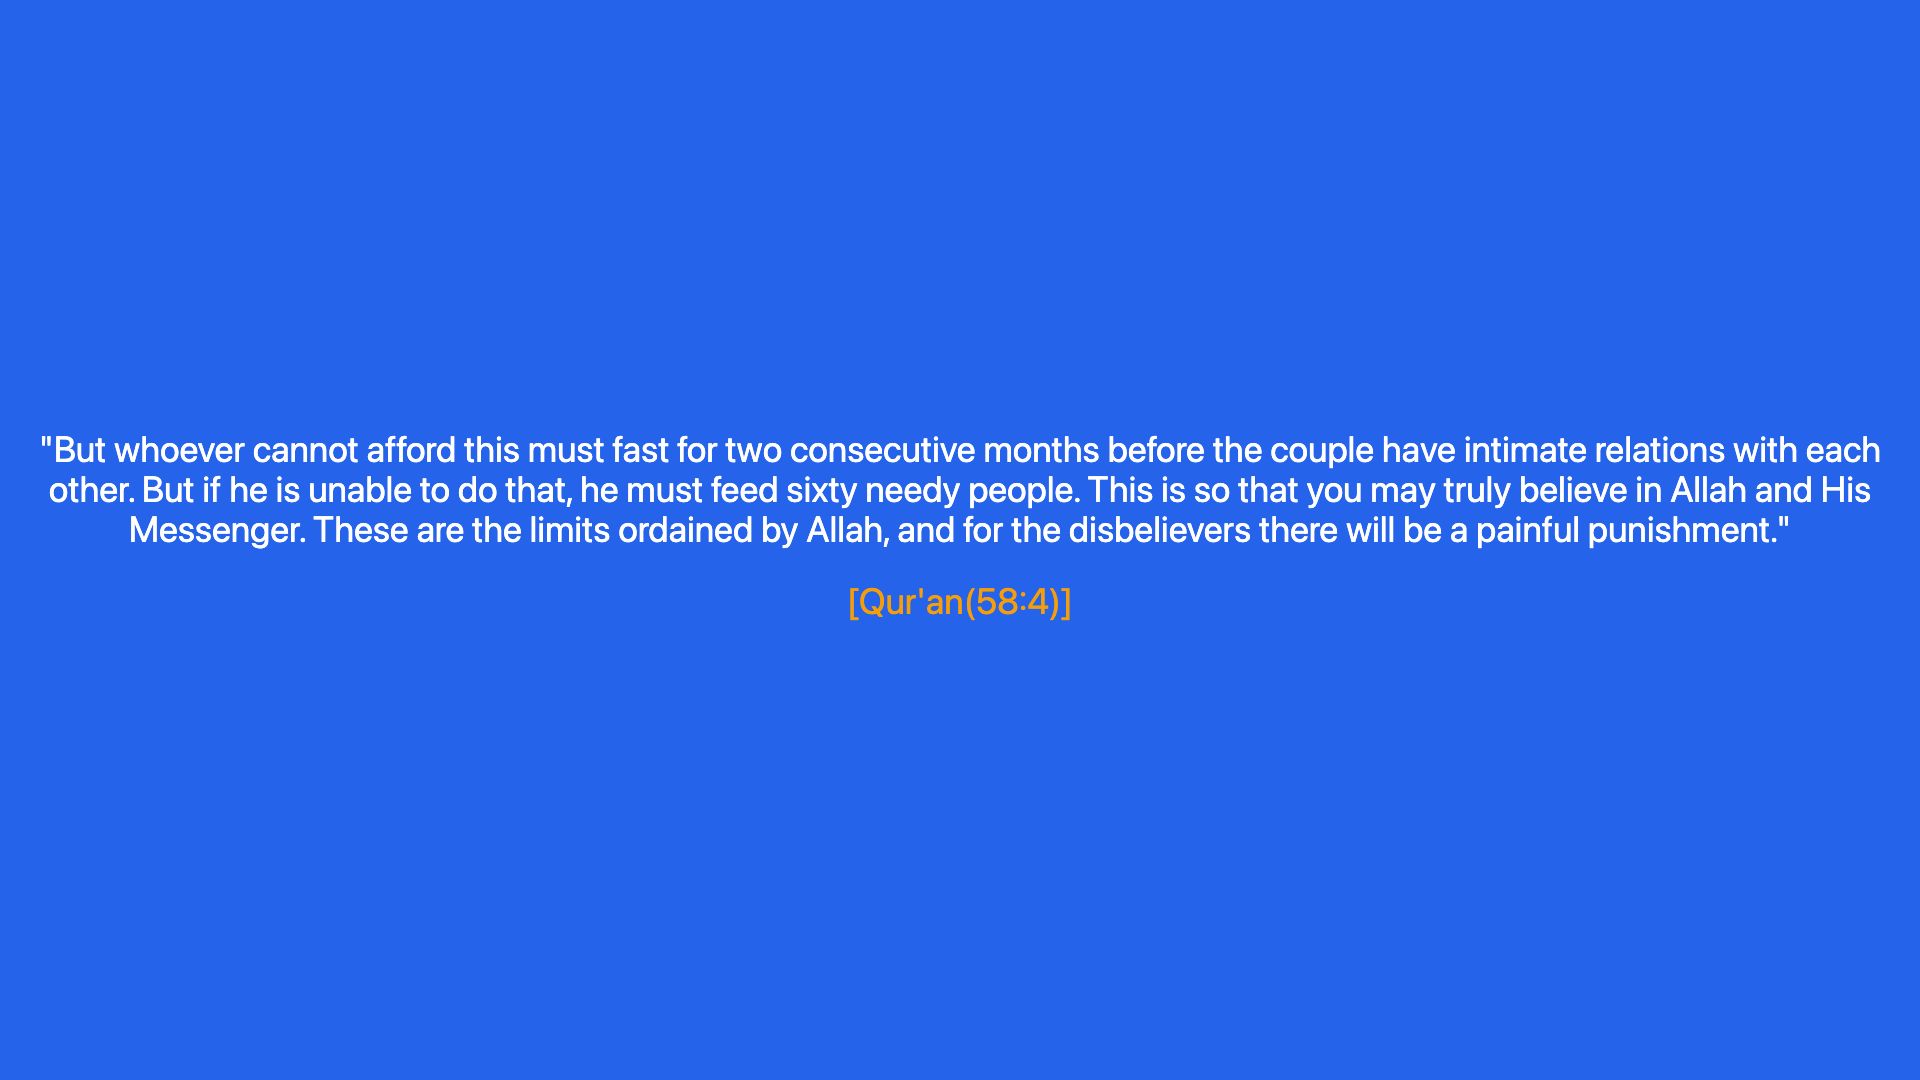 "But whoever cannot afford this must fast for two consecutive months before the couple have intimate relations with each
other. But if he is unable to do that, he must feed sixty needy people. This is so that you may truly believe in Allah and His
Messenger. These are the limits ordained by Allah, and for the disbelievers there will be a painful punishment."
[Qur'an(58:4)]